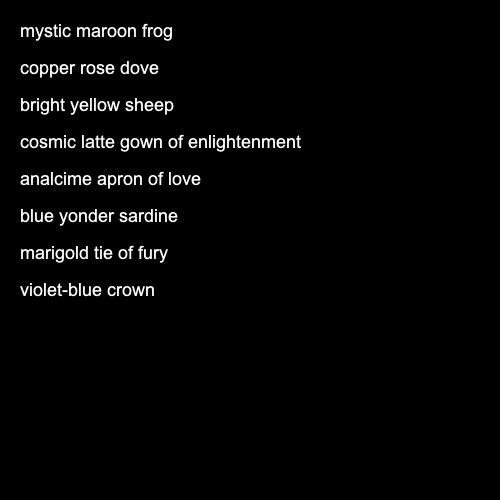 mystic maroon frog
copper rose dove
bright yellow sheep
cosmic latte gown of enlightenment
analcime apron of love
blue yonder sardine
marigold tie of fury
violet-blue crown